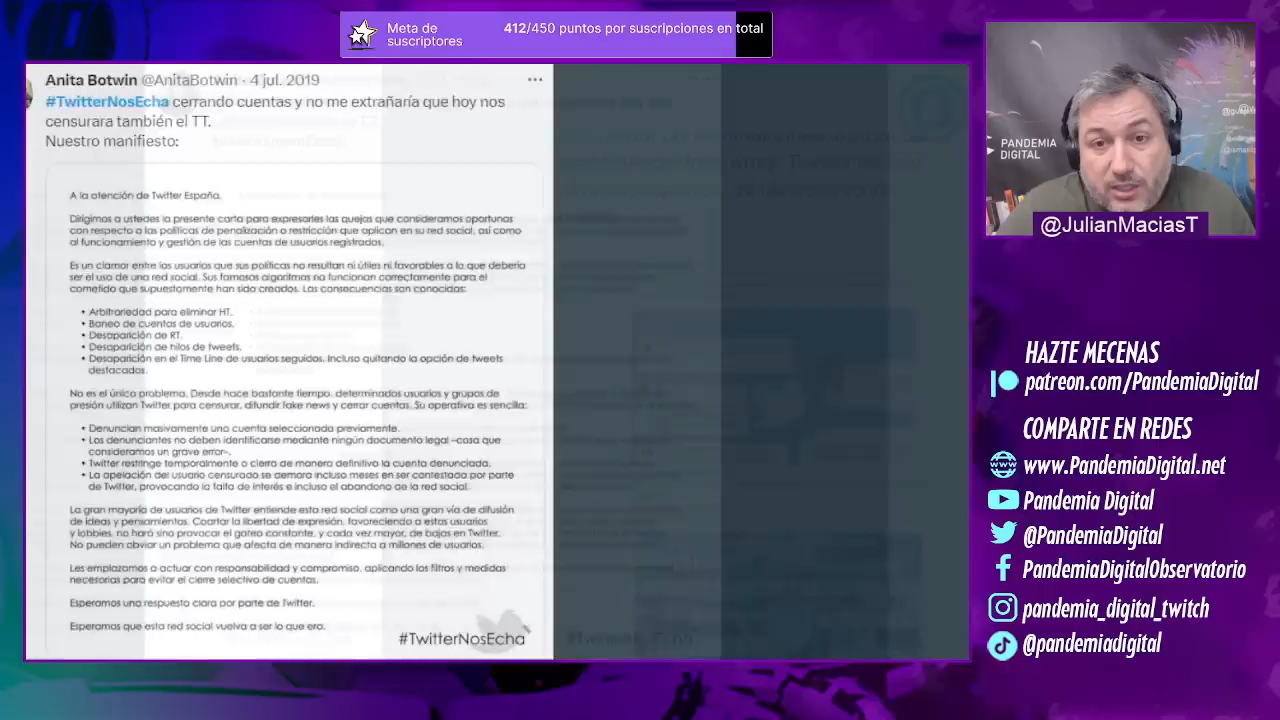 Meta de
suscriptores
412/450 puntos por suscripciones en total
Anita Botwin @AnitaBotwin · 4 jul. 2019
#TwitterNosEcha cerrando cuentas y no me extrañaría que hoy nos
censurara también el TT.
Nuestro manifiesto:
A la atención de Twitter España.
Dirigimos a ustedes la presente carta para expresarles las quejas que consideramos oportunas
con respecto a las políticas de penalización o restricción que aplican en su red social, así como
al funcionamiento y gestión de las cuentas de usuarios registrados.
Es un clamor entre los usuarios que sus políticas no resultan ni útiles ni favorables a lo que debería
ser el uso de una red social. Sus famosos algoritmos no funcionan correctamente para el
cometido que supuestamente han sido creados. Las consecuencias son conocidas:
• Arbitrariedad para eliminar HT.
• Baneo de cuentas de usuarios.
• Desaparición de RT.
• Desaparición de hilos de tweets.
• Desaparición en el Time Line de usuarios seguidos. Incluso quitando la opción de tweets
destacados.
No es el único problema. Desde hace bastante tiempo, determinados usuarios y grupos de
presión utilizan Twitter para censurar, difundir fake news y cerrar cuentas. Su operativa es sencilla:
• Denuncian masivamente una cuenta seleccionada previamente.
• Los denunciantes no deben identificarse mediante ningún documento legal –cosa que
consideramos un grave error–.
• Twitter restringe temporalmente o cierra de manera definitiva la cuenta denunciada.
• La apelación del usuario censurado se demora incluso meses en ser contestada por parte
de Twitter, provocando la falta de interés e incluso el abandono de la red social.
La gran mayoría de usuarios de Twitter entiende esta red social como una gran vía de difusión
de ideas y pensamientos. Coartar la libertad de expresión, favoreciendo a estos usuarios
y lobbies, no hará sino provocar el goteo constante, y cada vez mayor, de bajas en Twitter.
No pueden obviar un problema que afecta de manera indirecta a millones de usuarios.
Les emplazamos a actuar con responsabilidad y compromiso, aplicando los filtros y medidas
necesarias para evitar el cierre selectivo de cuentas.
Esperamos una respuesta clara por parte de Twitter.
Esperamos que esta red social vuelva a ser lo que era.
#TwitterNosEcha
PANDEMIA
DIGITAL
@JulianMaciasT
HAZTE MECENAS
patreon.com/PandemiaDigital
COMPARTE EN REDES
www.PandemiaDigital.net
Pandemia Digital
@PandemiaDigital
PandemiaDigitalObservatorio
pandemia_digital_twitch
@pandemiadigital